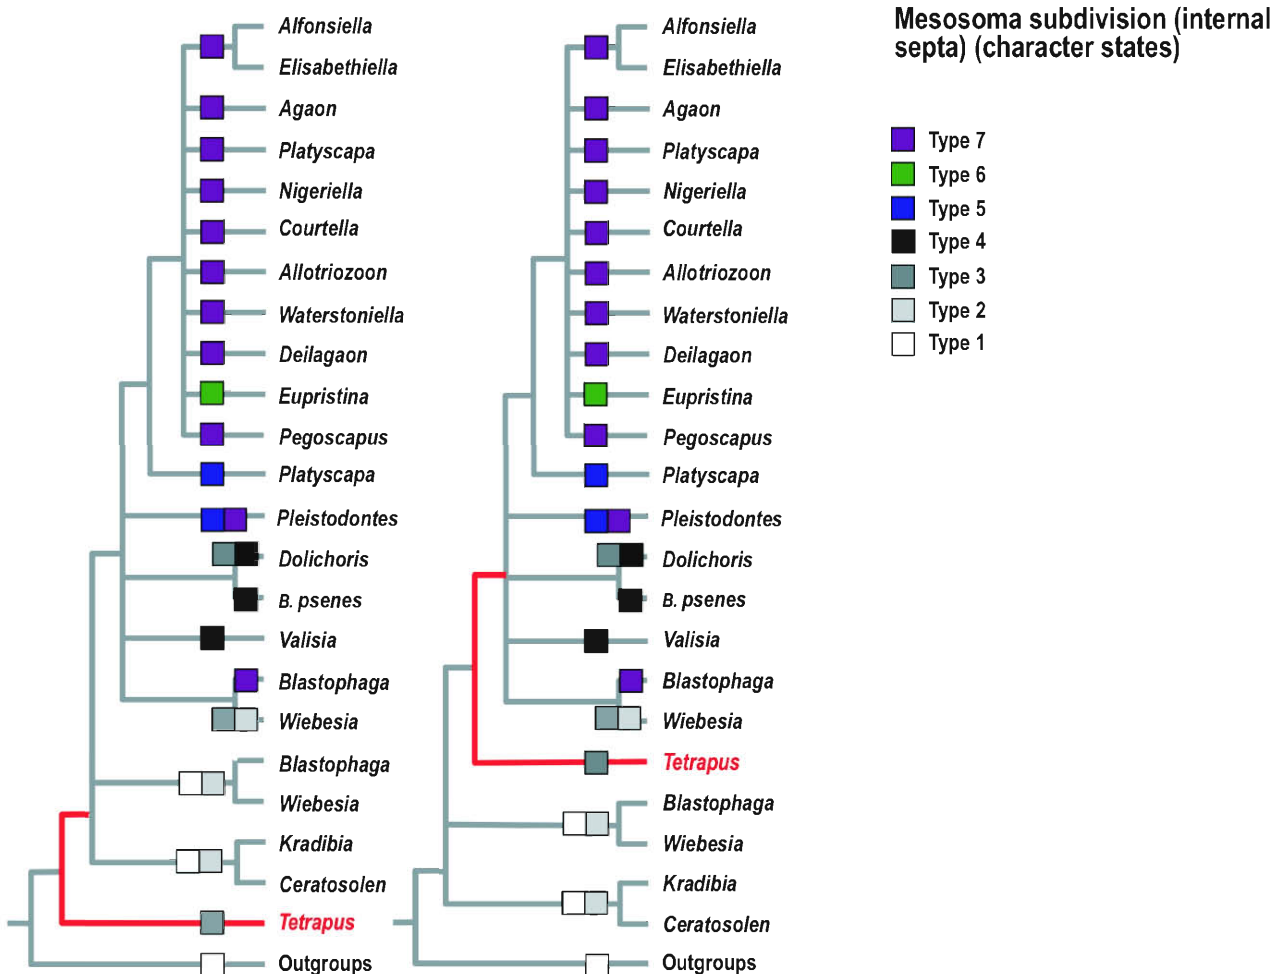 Alfonsiella
Elisabethiella
Agaon
Platyscapa
Nigeriella
Courtella
Allotriozoon
Waterstoniella
Deilagaon
Eupristina
Pegoscapus
Platyscapa
Pleistodontes
Dolichoris
B. psenes
Valisia
Blastophaga
Wiebesia
Blastophaga
Wiebesia
Kradibia
Ceratosolen
Tetrapus
Outgroups
Alfonsiella
Elisabethiella
Agaon
Platyscapa
Nigeriella
Courtella
Allotriozoon
Waterstoniella
Deilagaon
Eupristina
Pegoscapus
Platyscapa
Pleistodontes
Dolichoris
B. psenes
Valisia
Blastophaga
Wiebesia
Tetrapus
Blastophaga
Wiebesia
Kradibia
Ceratosolen
Outgroups
Mesosoma subdivision (internal
septa) (character states)
Type 7
Type 6
Type 5
Type 4
Type 3
Type 2
Type 1